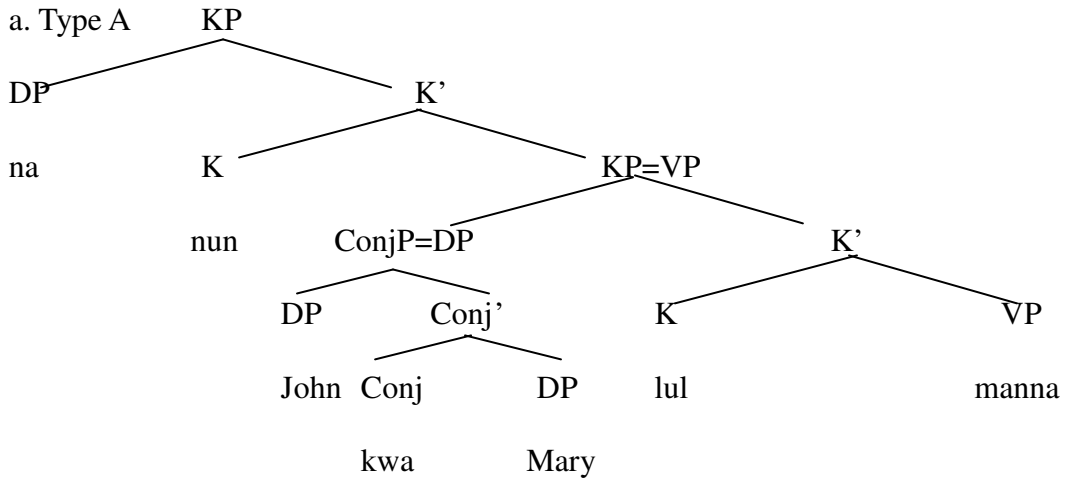 a. Type A KP
DP K’
na K KP=VP
nun ConjP=DP K’
DP Conj’ K VP
John Conj DP lul manna
kwa Mary